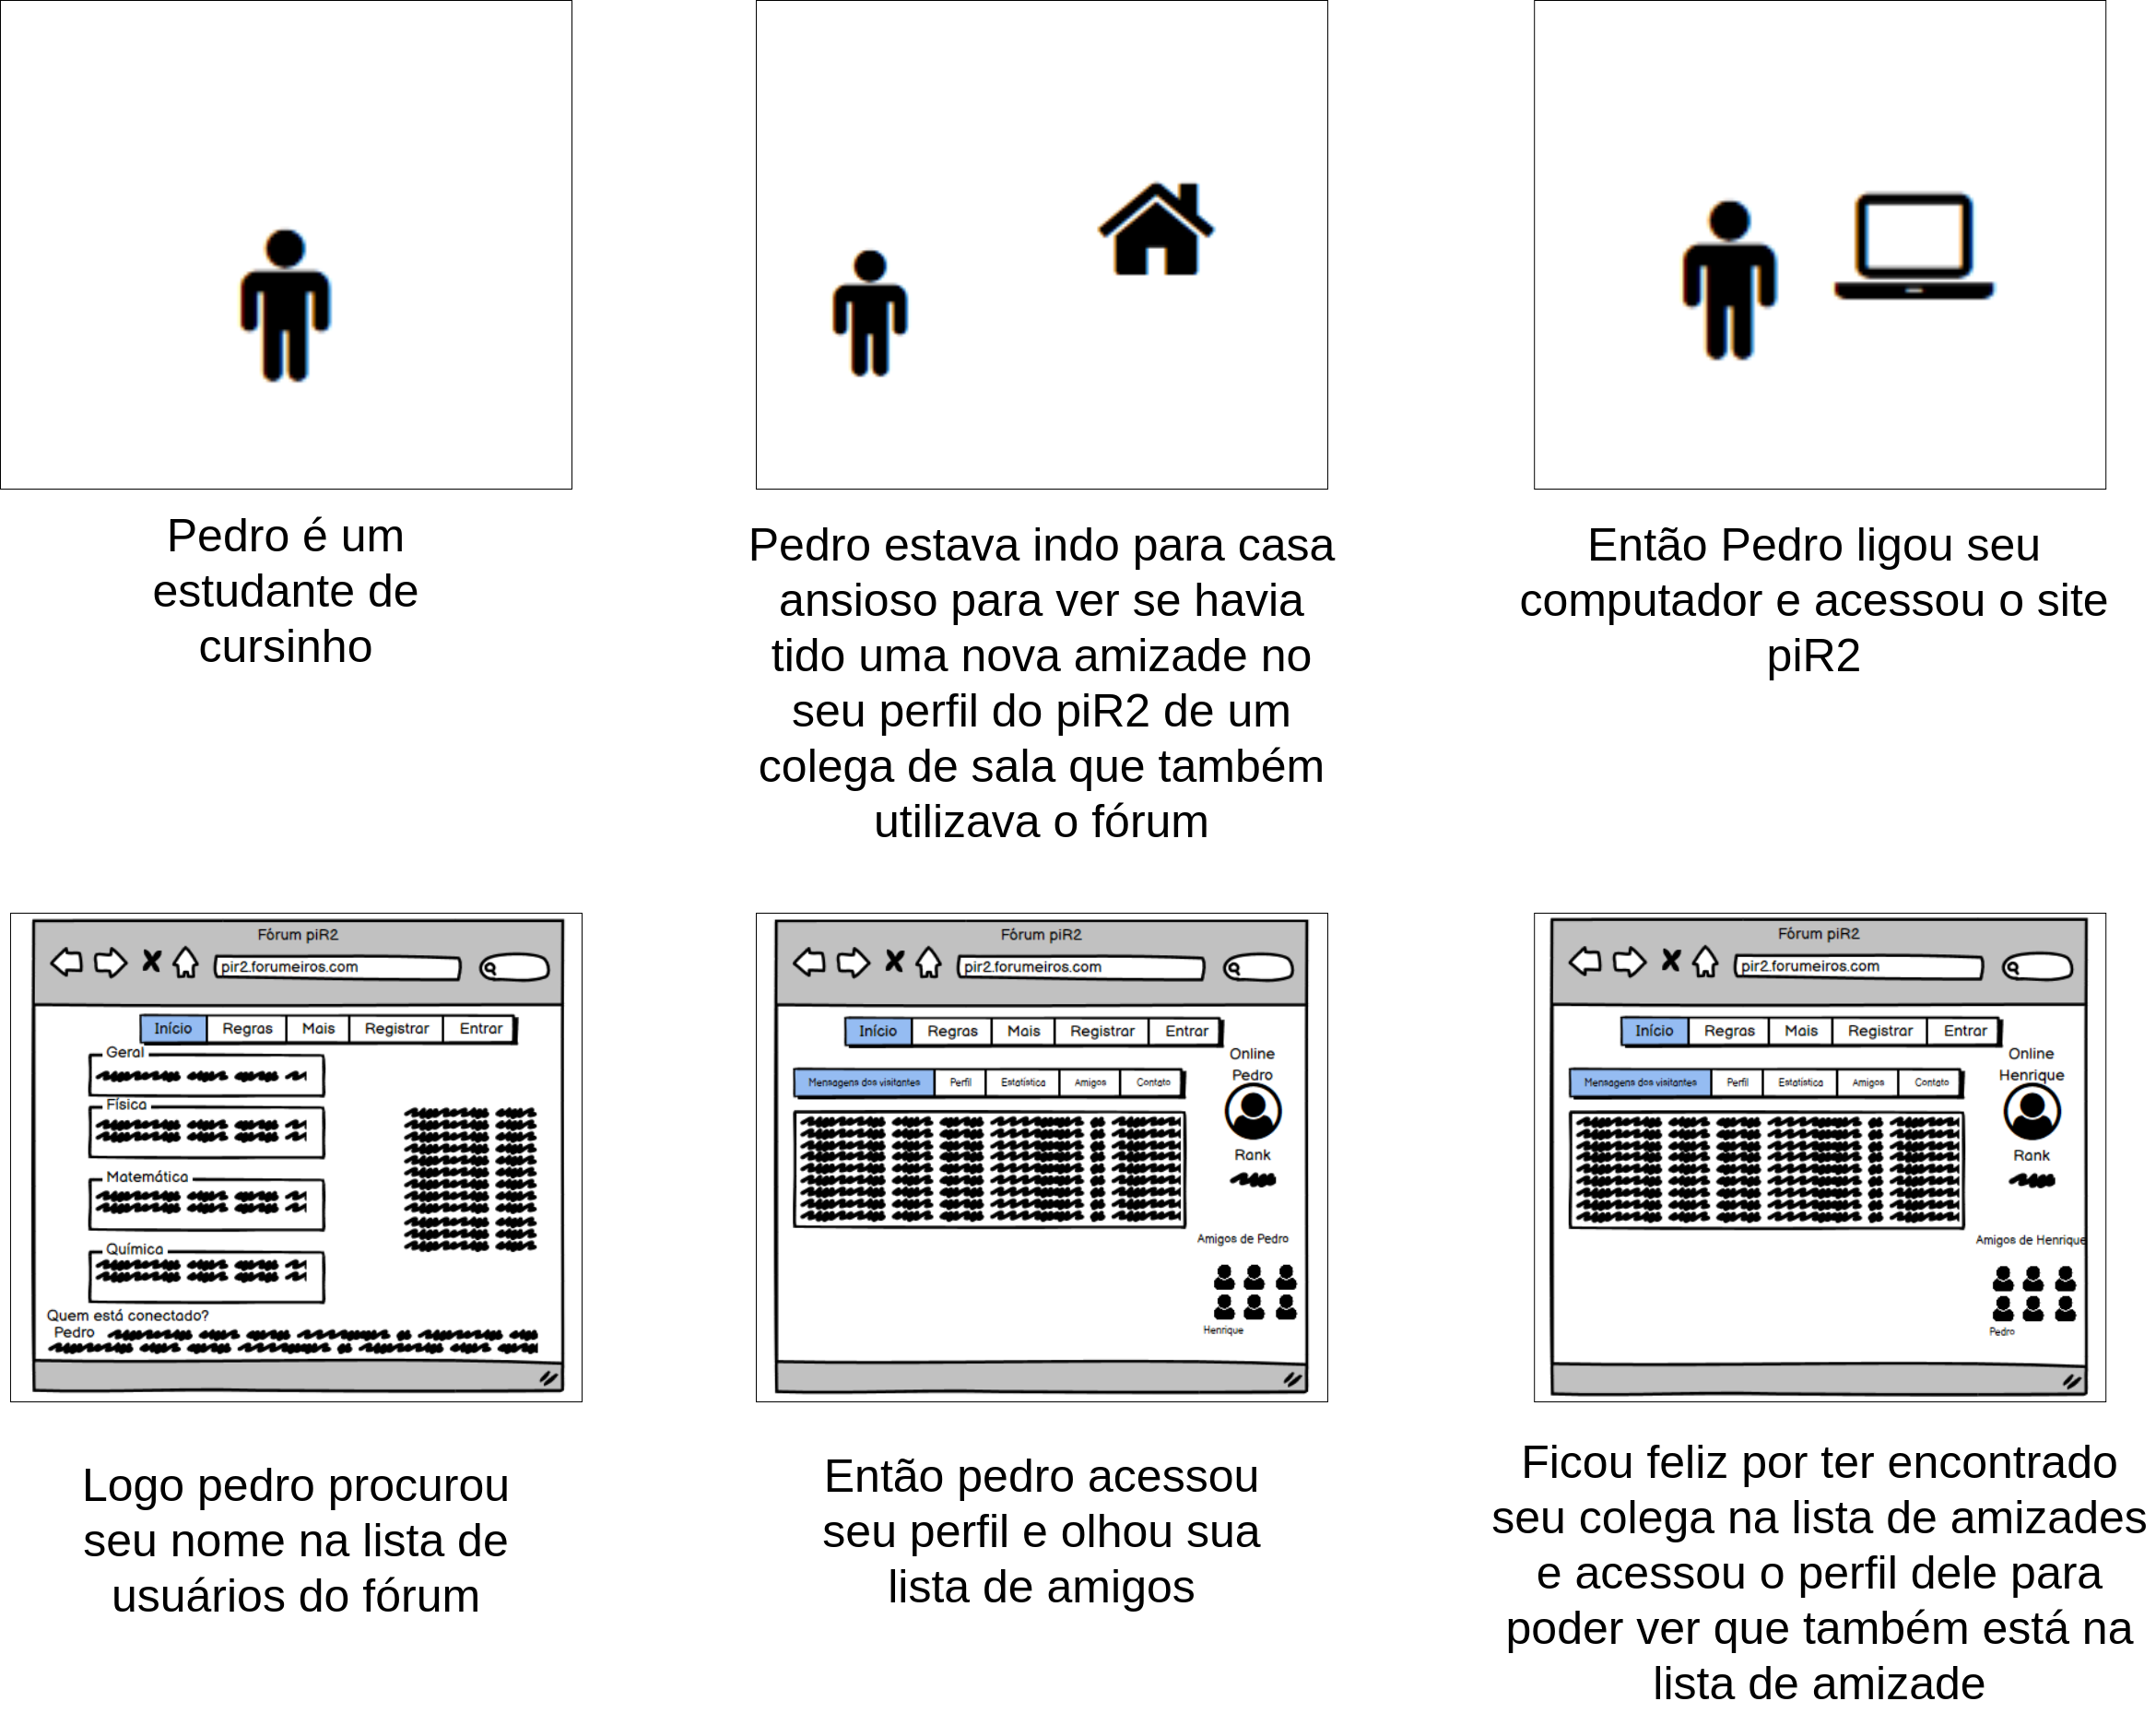 Pedro é um
estudante de
cursinho
Pedro estava indo para casa
ansioso para ver se havia
tido uma nova amizade no
seu perfil do piR2 de um
colega de sala que também
utilizava o fórum
Então Pedro ligou seu
computador e acessou o site
piR2
Fórum piR2
pir2.forumeiros.com
Início Regras Mais Registrar Entrar
Geral
Física
Matemática
Química
Quem está conectado?
Pedro
Logo pedro procurou
seu nome na lista de
usuários do fórum
Fórum piR2
pir2.forumeiros.com
Início Regras Mais Registrar Entrar
Online
Pedro
Mensagens dos visitantes Perfil Estatística Amigos Contato
Rank
Amigos de Pedro
Henrique
Então pedro acessou
seu perfil e olhou sua
lista de amigos
Fórum piR2
pir2.forumeiros.com
Início Regras Mais Registrar Entrar
Online
Henrique
Mensagens dos visitantes Perfil Estatística Amigos Contato
Rank
Amigos de Henrique
Pedro
Ficou feliz por ter encontrado
seu colega na lista de amizades
e acessou o perfil dele para
poder ver que também está na
lista de amizade